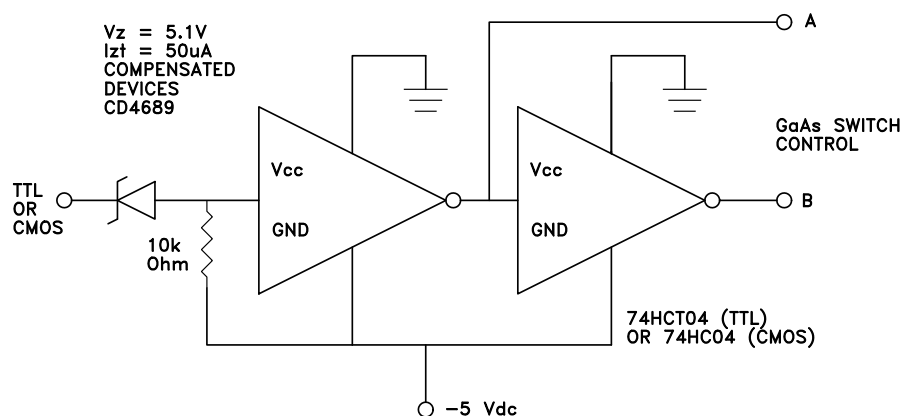 Vz = 5.1V
Izt = 50uA
COMPENSATED
DEVICES
CD4689
A
GaAs SWITCH
CONTROL
Vcc
Vcc
TTL
OR
CMOS
B
GND
GND
10k
Ohm
74HCT04 (TTL)
OR 74HC04 (CMOS)
-5 Vdc